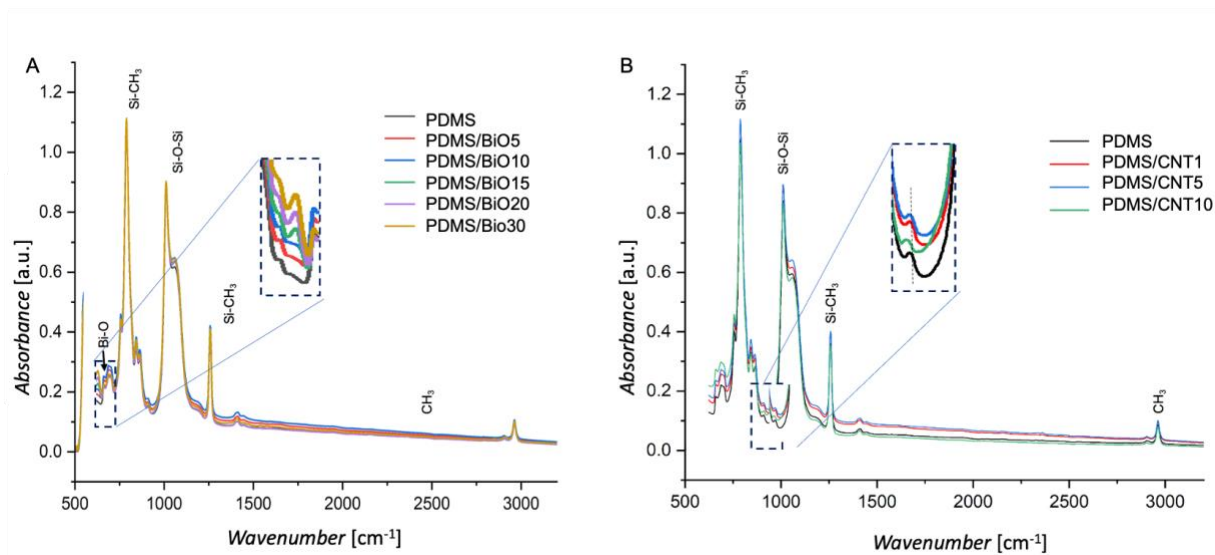 A
Absorbance [a.u.]
1.2
1.0
0.8
0.6
0.4
0.2
0.0
Si-CH₃
Si-O-Si
Si-CH₃
Bi-O
CH₃
PDMS
PDMS/BiO5
PDMS/BiO10
PDMS/BiO15
PDMS/BiO20
PDMS/Bio30
500 1000 1500 2000 2500 3000
Wavenumber [cm⁻¹]
B
Absorbance [a.u.]
1.2
1.0
0.8
0.6
0.4
0.2
0.0
Si-CH₃
Si-O-Si
Si-CH₃
CH₃
PDMS
PDMS/CNT1
PDMS/CNT5
PDMS/CNT10
500 1000 1500 2000 2500 3000
Wavenumber [cm⁻¹]